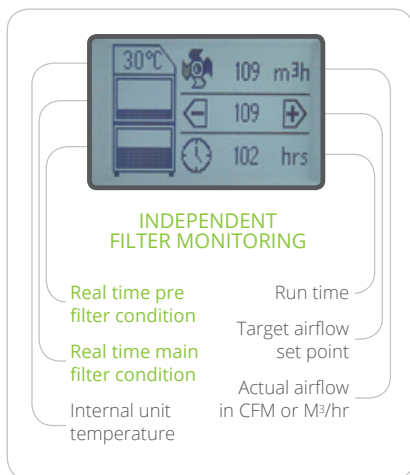 30°C
109 m3h
109
102 hrs
INDEPENDENT
FILTER MONITORING
Real time pre
filter condition
Real time main
filter condition
Internal unit
temperature
Run time
Target airflow
set point
Actual airflow
in CFM or M³/hr